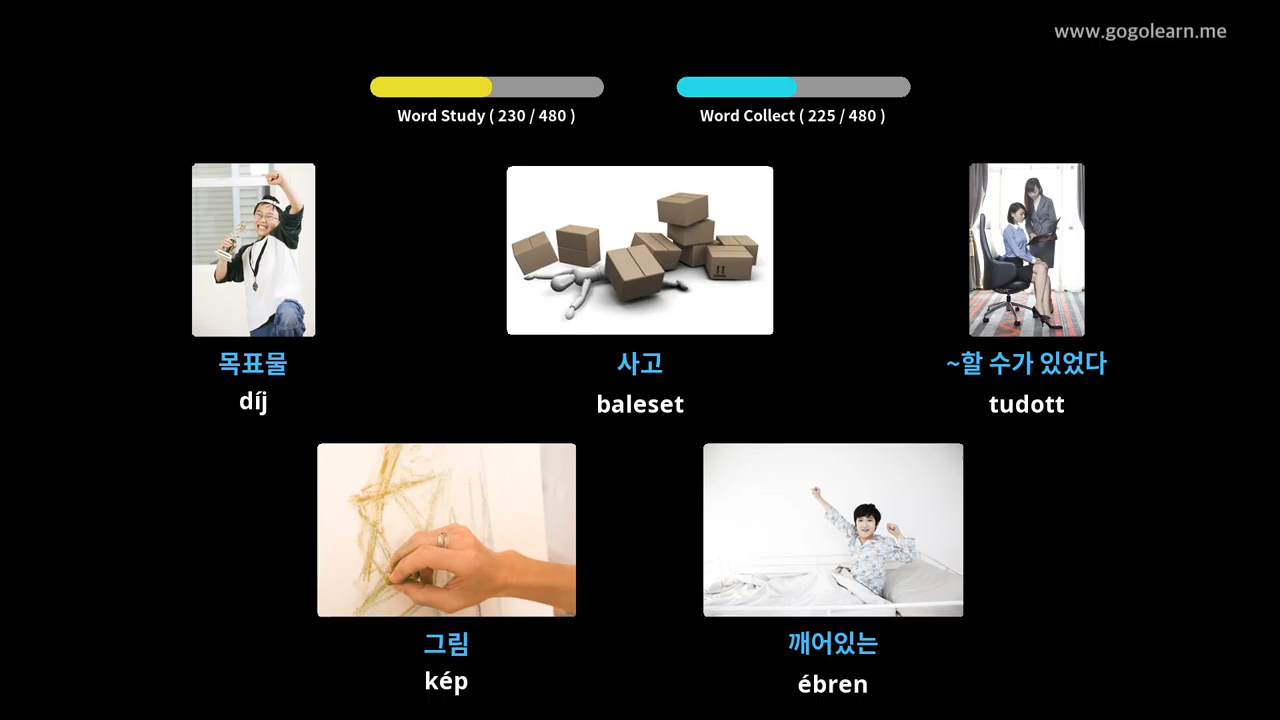 www.gogolearn.me
Word Study ( 230 / 480 )
Word Collect ( 225 / 480 )
목표물
díj
사고
baleset
~할 수가 있었다
tudott
그림
kép
깨어있는
ébren